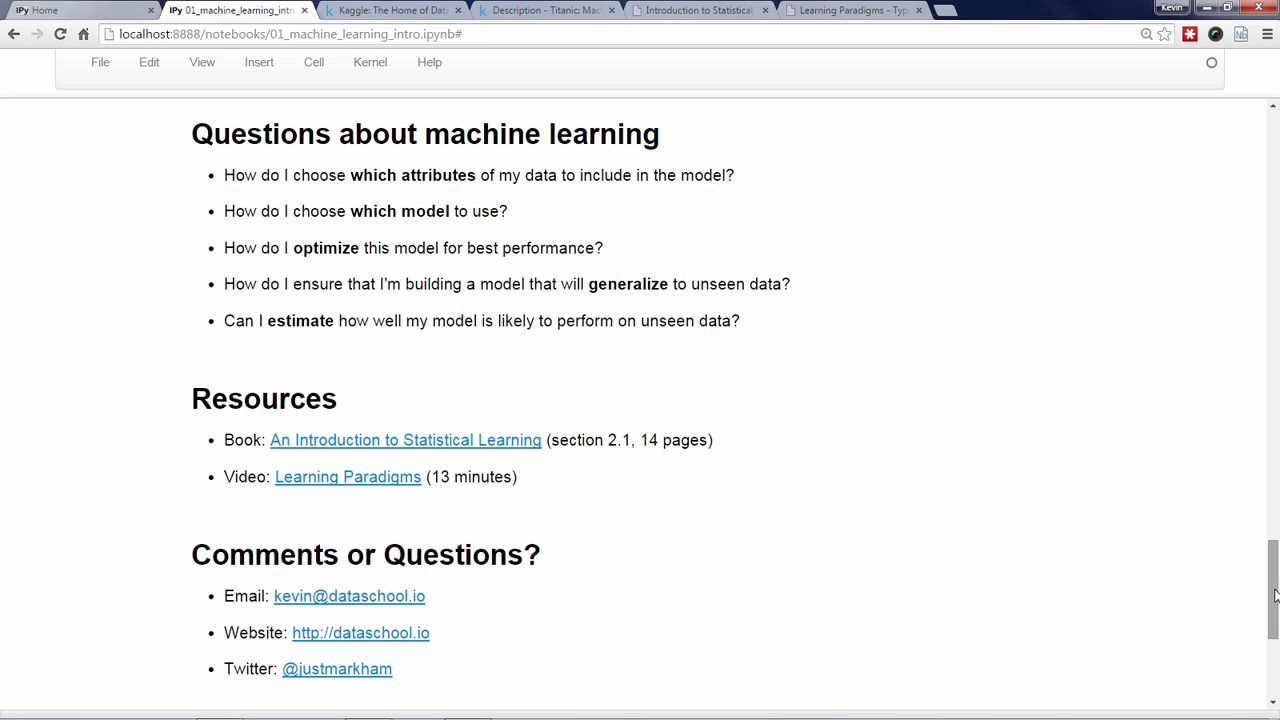 IPy Home
IPy 01_machine_learning_intr
Kaggle: The Home of Dat
Description - Titanic: Mac
Introduction to Statistical
Learning Paradigms - Typ
Kevin
localhost:8888/notebooks/01_machine_learning_intro.ipynb#
Nb
File Edit View Insert Cell Kernel Help
Questions about machine learning
• How do I choose which attributes of my data to include in the model?
• How do I choose which model to use?
• How do I optimize this model for best performance?
• How do I ensure that I'm building a model that will generalize to unseen data?
• Can I estimate how well my model is likely to perform on unseen data?
Resources
• Book: An Introduction to Statistical Learning (section 2.1, 14 pages)
• Video: Learning Paradigms (13 minutes)
Comments or Questions?
• Email: kevin@dataschool.io
• Website: http://dataschool.io
• Twitter: @justmarkham